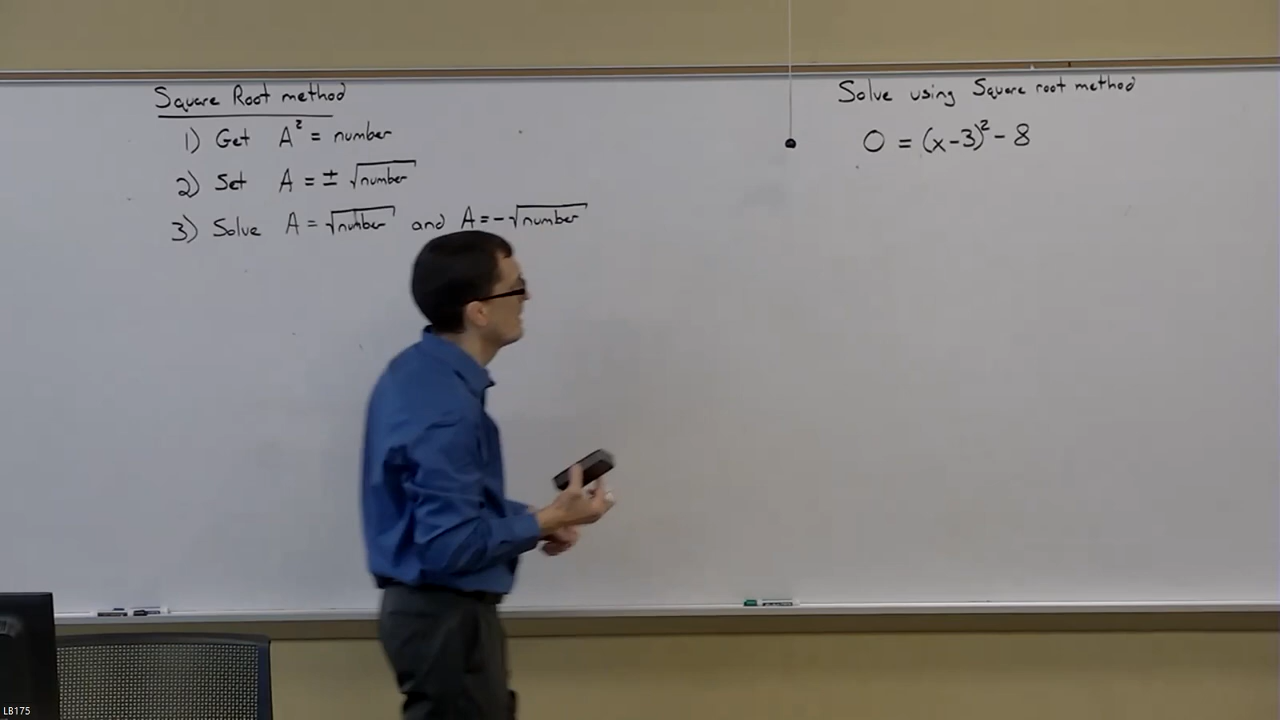 Square Root method
1) Get A² = number
2) Set A = ± √number
3) Solve A = √number and A = -√number
Solve using Square root method
0 = (x-3)² - 8
LB175